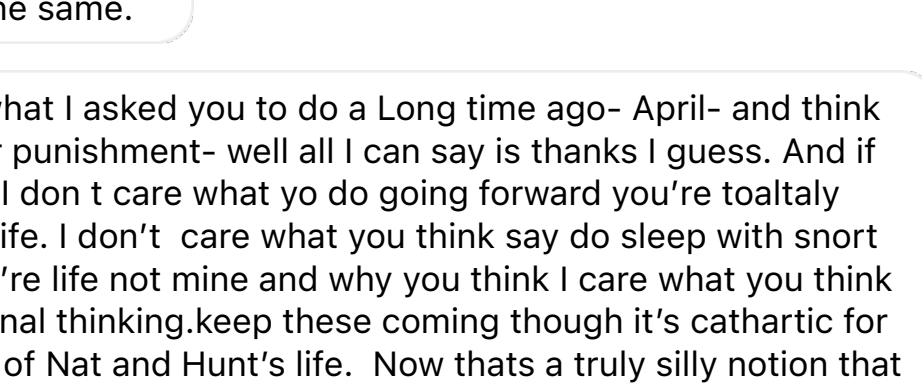 same.
what I asked you to do a Long time ago- April- and think
punishment- well all I can say is thanks I guess. And if
I don t care what yo do going forward you’re toaltaly
I don’t  care what you think say do sleep with snort
’re life not mine and why you think I care what you think
thinking.keep these coming though it’s cathartic for
of Nat and Hunt’s life.  Now thats a truly silly notion that